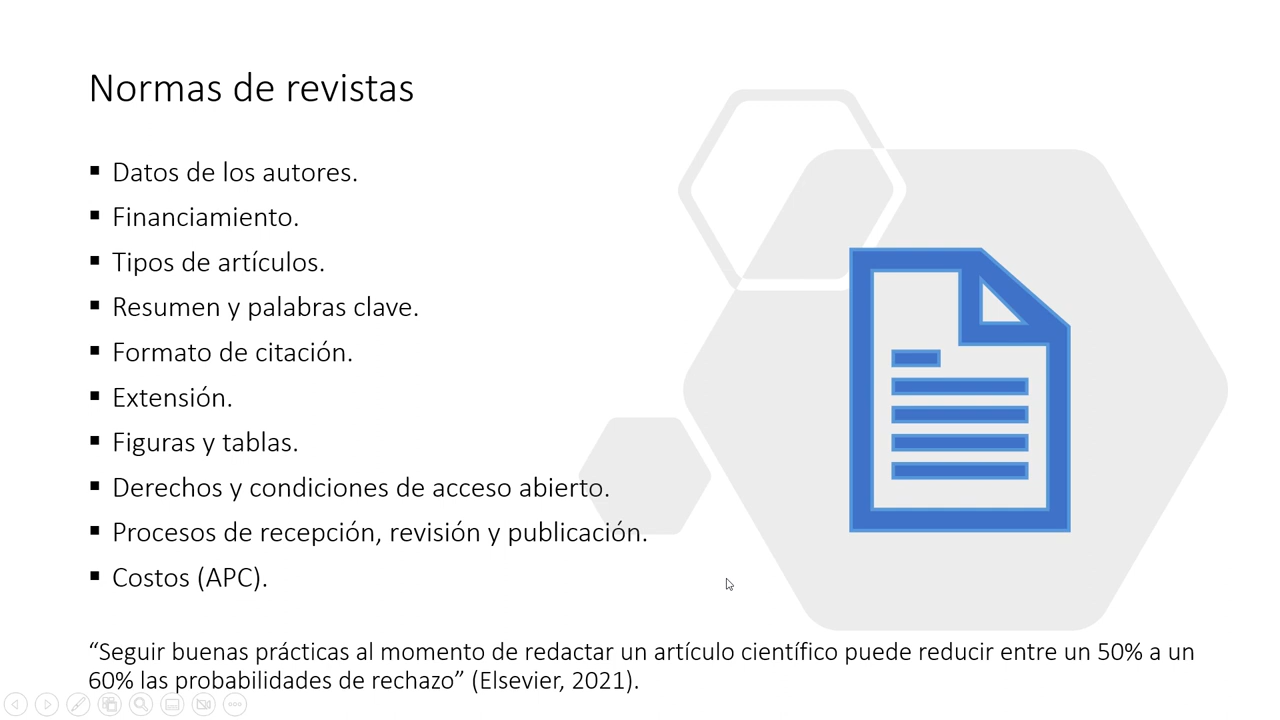 Normas de revistas
▪ Datos de los autores.
▪ Financiamiento.
▪ Tipos de artículos.
▪ Resumen y palabras clave.
▪ Formato de citación.
▪ Extensión.
▪ Figuras y tablas.
▪ Derechos y condiciones de acceso abierto.
▪ Procesos de recepción, revisión y publicación.
▪ Costos (APC).
“Seguir buenas prácticas al momento de redactar un artículo científico puede reducir entre un 50% a un
60% las probabilidades de rechazo” (Elsevier, 2021).